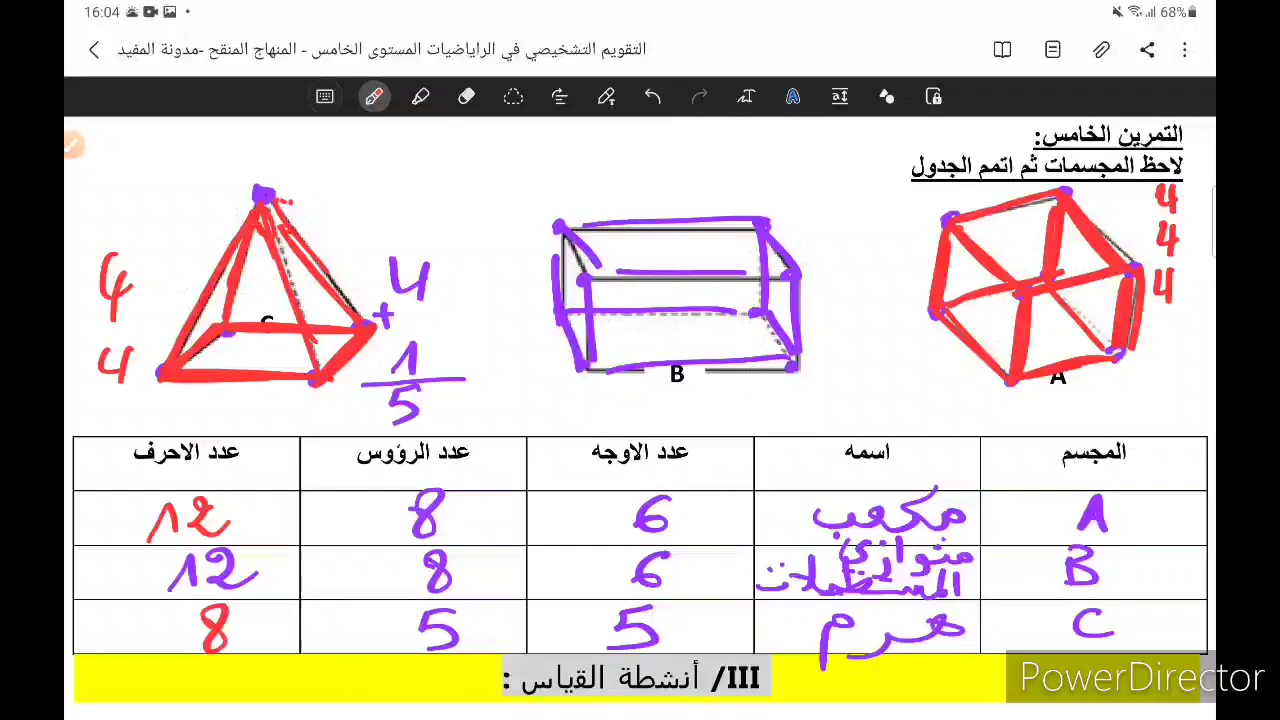 16:04
68%
التقويم التشخيصي في الراياضيات المستوى الخامس - المنهاج المنقح -مدونة المفيد
التمرين الخامس:
لاحظ المجسمات ثم اتمم الجدول
4
4
4
A
B
4
+ 1
5
C
4
4
المجسم اسمه عدد الاوجه عدد الرؤوس عدد الاحرف
A مكعب 6 8 12
B متوازي المستطيلات 6 8 12
C هرم 5 5 8
III/ أنشطة القياس :
PowerDirector